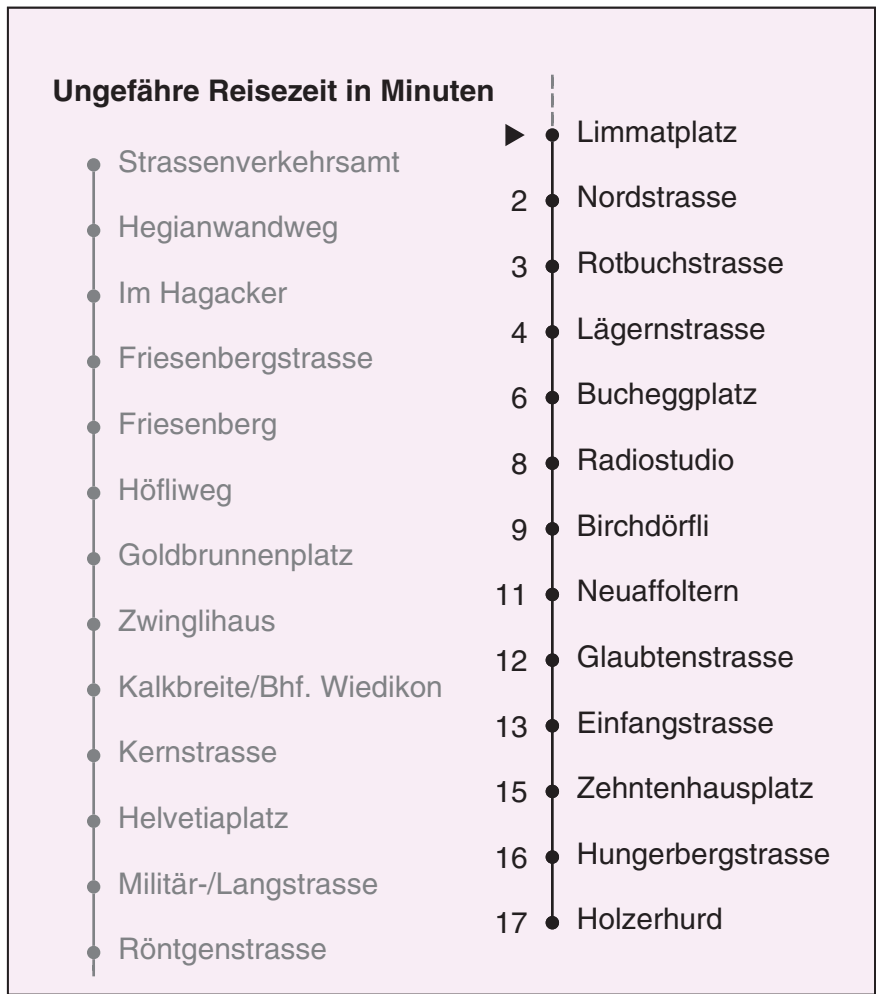 Ungefähre Reisezeit in Minuten
Strassenverkehrsamt
Hegianwandweg
Im Hagacker
Friesenbergstrasse
Friesenberg
Höfliweg
Goldbrunnenplatz
Zwinglihaus
Kalkbreite/Bhf. Wiedikon
Kernstrasse
Helvetiaplatz
Militär-/Langstrasse
Röntgenstrasse
Limmatplatz
2 Nordstrasse
3 Rotbuchstrasse
4 Lägernstrasse
6 Bucheggplatz
8 Radiostudio
9 Birchdörfli
11 Neuaffoltern
12 Glaubtenstrasse
13 Einfangstrasse
15 Zehntenhausplatz
16 Hungerbergstrasse
17 Holzerhurd